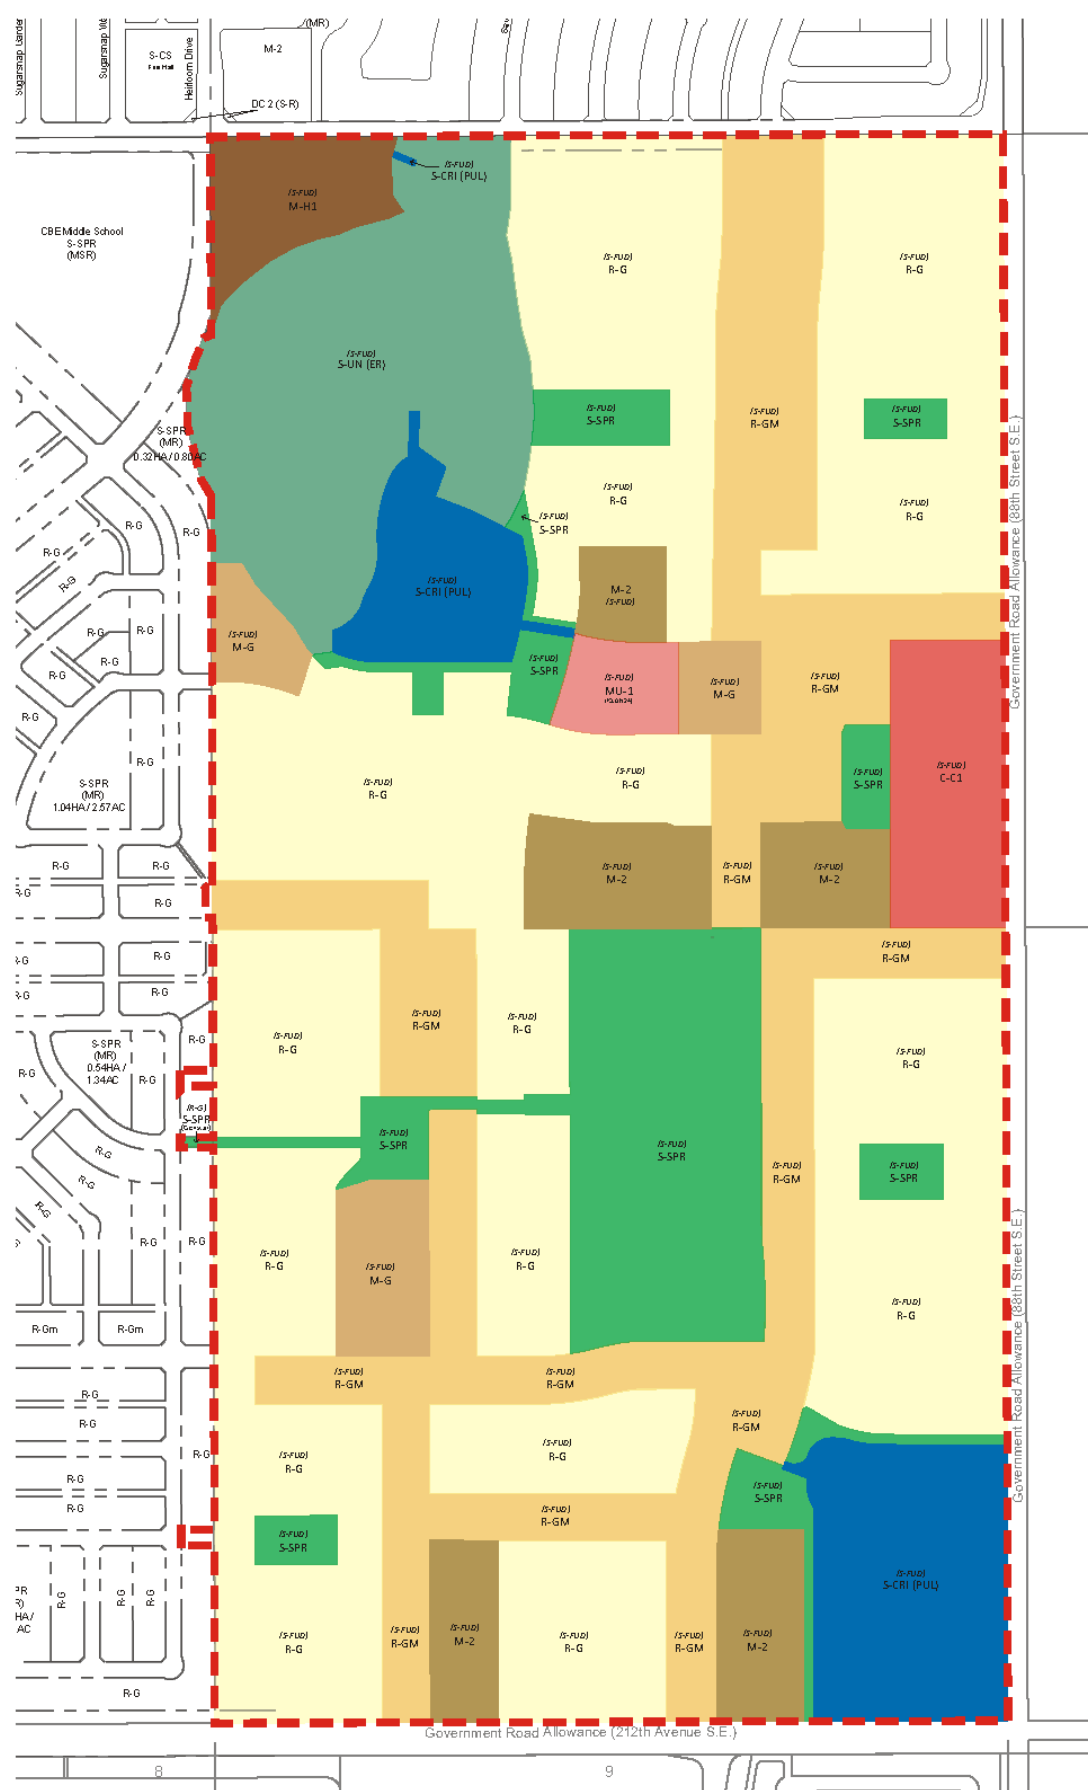 (MR)
Sugarsnap Garden
Heirloom Drive
S-CS
Fire Hall
M-2
DC 2 (S-R)
CBE Middle School
S-SPR
(MSR)
(S-FUD)
M-H1
(S-FUD)
S-CRI (PUL)
(S-FUD)
R-G
(S-FUD)
R-G
(S-FUD)
S-UN (ER)
(S-FUD)
S-SPR
(S-FUD)
R-GM
(S-FUD)
S-SPR
S-SPR
(MR)
0.32HA / 0.80AC
(S-FUD)
R-G
(S-FUD)
R-G
(S-FUD)
S-SPR
R-G
R-G
R-G
R-G
(S-FUD)
S-CRI (PUL)
M-2
(S-FUD)
Government Road Allowance (88th Street S.E.)
R-G
R-G
R-G
R-G
(S-FUD)
M-G
(S-FUD)
S-SPR
(S-FUD)
MU-1
(S-FUD)
M-G
(S-FUD)
R-GM
R-G
R-G
S-SPR
(MR)
1.04HA / 2.57AC
(S-FUD)
R-G
(S-FUD)
R-G
(S-FUD)
S-SPR
(S-FUD)
C-C1
R-G
R-G
R-G
R-G
(S-FUD)
M-2
(S-FUD)
R-GM
(S-FUD)
M-2
R-G
R-G
R-G
R-G
(S-FUD)
R-GM
S-SPR
(MR)
0.54HA /
1.34AC
R-G
R-G
R-G
(S-FUD)
R-G
(S-FUD)
R-GM
(S-FUD)
R-G
(S-FUD)
R-G
(R-G)
S-SPR
(S-FUD)
S-SPR
(S-FUD)
S-SPR
(S-FUD)
R-GM
(S-FUD)
S-SPR
R-G
R-G
R-G
R-G
R-G
(S-FUD)
R-G
(S-FUD)
M-G
(S-FUD)
R-G
(S-FUD)
R-G
Government Road Allowance (88th Street S.E.)
R-Gm
R-Gm
(S-FUD)
R-GM
(S-FUD)
R-GM
R-G
R-G
R-G
(S-FUD)
R-GM
(S-FUD)
R-G
(S-FUD)
R-G
R-G
R-G
(S-FUD)
S-SPR
(S-FUD)
R-GM
(S-FUD)
S-SPR
(S-FUD)
S-CRI (PUL)
HA /
AC
R-G
R-G
R-G
(S-FUD)
R-G
(S-FUD)
R-GM
(S-FUD)
M-2
(S-FUD)
R-G
(S-FUD)
R-GM
(S-FUD)
M-2
R-G
Government Road Allowance (212th Avenue S.E.)
8
9